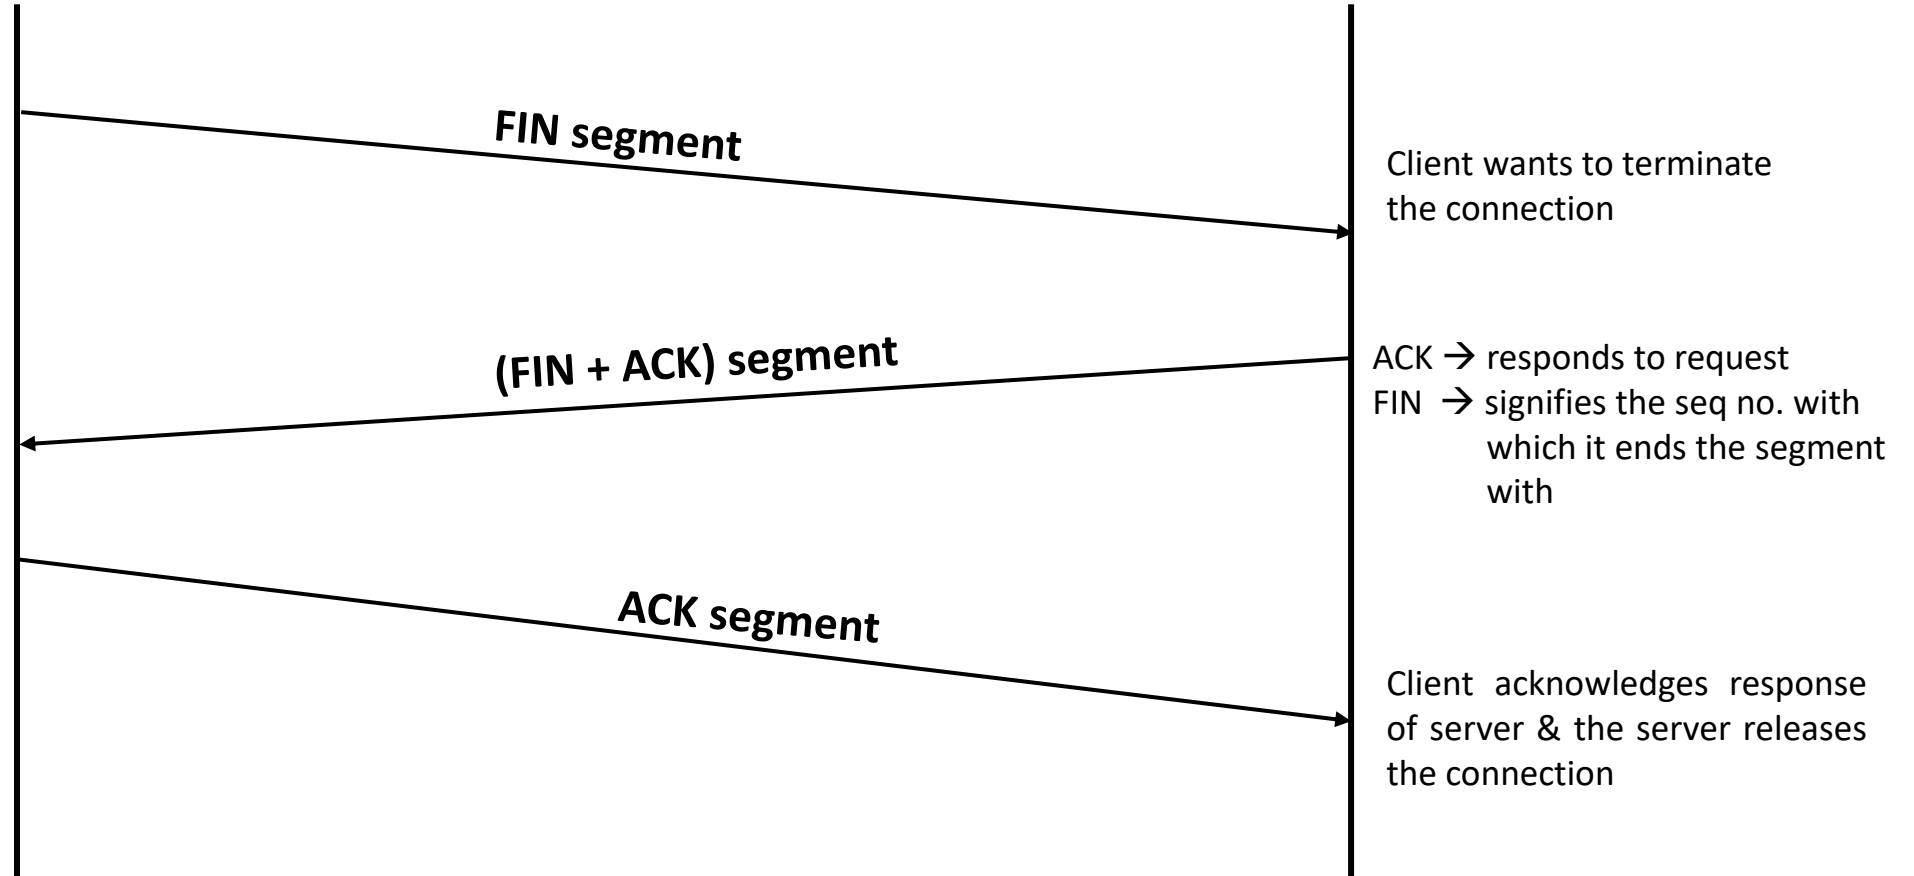 FIN segment
Client wants to terminate
the connection
(FIN + ACK) segment
ACK → responds to request
FIN → signifies the seq no. with
which it ends the segment
with
ACK segment
Client acknowledges response
of server & the server releases
the connection